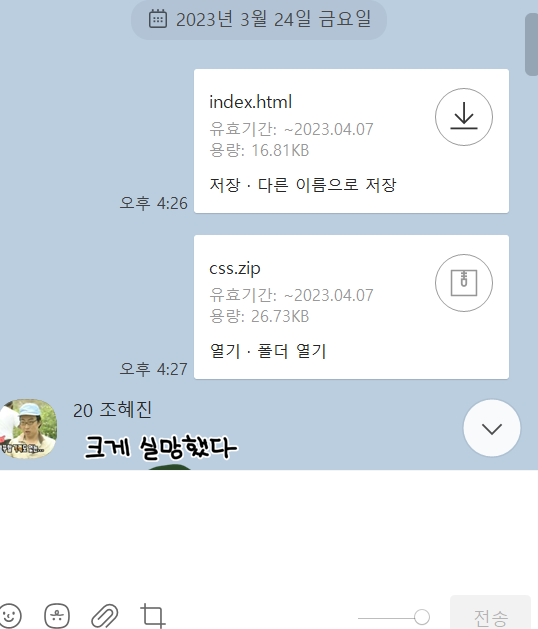 2023년 3월 24일 금요일
index.html
유효기간: ~2023.04.07
용량: 16.81KB
저장 · 다른 이름으로 저장
오후 4:26
css.zip
유효기간: ~2023.04.07
용량: 26.73KB
열기 · 폴더 열기
오후 4:27
20 조혜진
크게 실망했다
전송